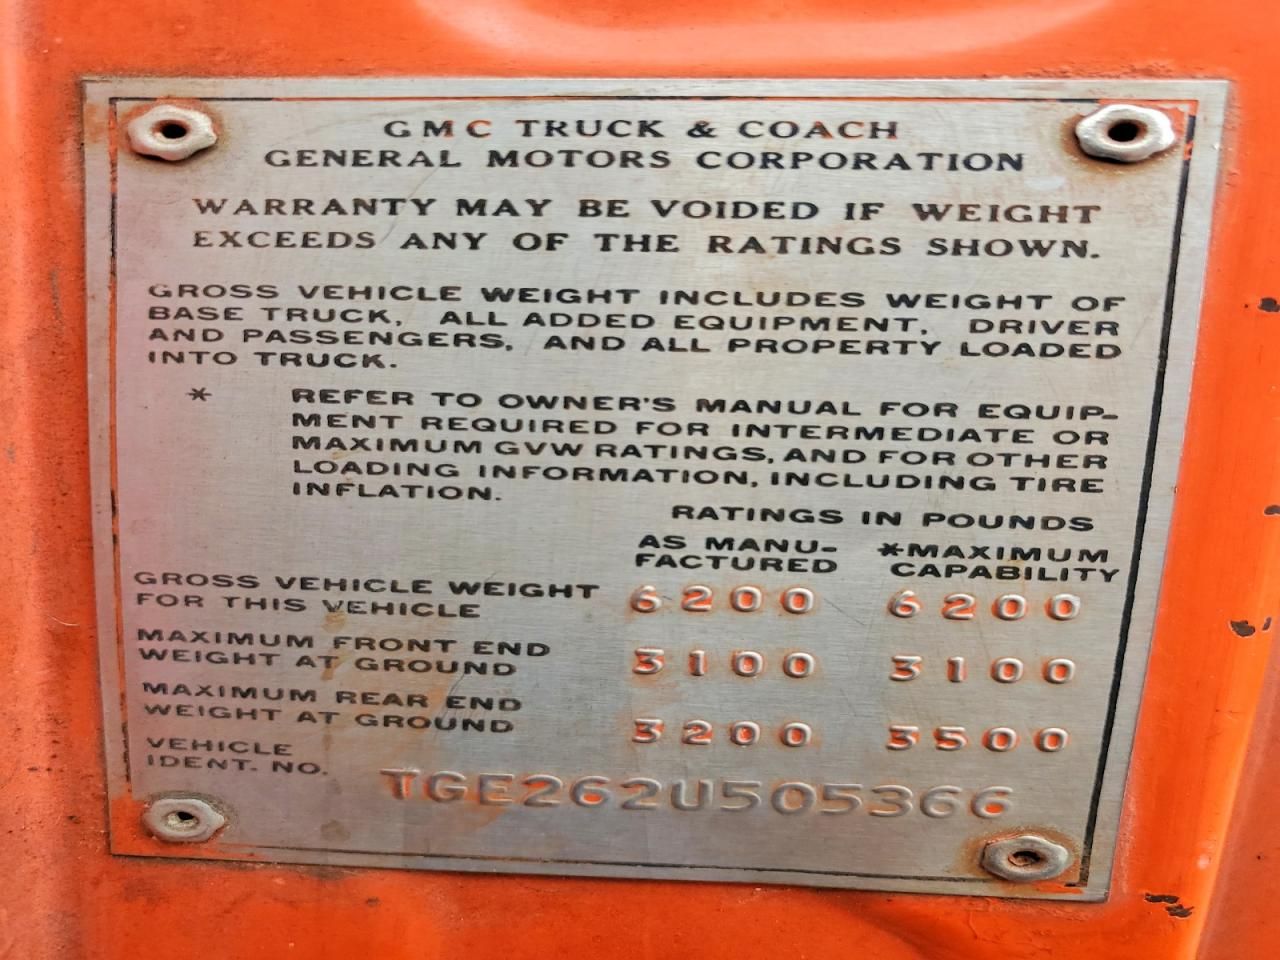 GMC TRUCK & COACH
GENERAL MOTORS CORPORATION
WARRANTY MAY BE VOIDED IF WEIGHT
EXCEEDS ANY OF THE RATINGS SHOWN.
GROSS VEHICLE WEIGHT INCLUDES WEIGHT OF
BASE TRUCK, ALL ADDED EQUIPMENT, DRIVER
AND PASSENGERS, AND ALL PROPERTY LOADED
INTO TRUCK.
* REFER TO OWNER'S MANUAL FOR EQUIP-
MENT REQUIRED FOR INTERMEDIATE OR
MAXIMUM GVW RATINGS, AND FOR OTHER
LOADING INFORMATION, INCLUDING TIRE
INFLATION.
RATINGS IN POUNDS
AS MANU- *MAXIMUM
FACTURED CAPABILITY
GROSS VEHICLE WEIGHT
FOR THIS VEHICLE 6200 6200
MAXIMUM FRONT END
WEIGHT AT GROUND 3100 3100
MAXIMUM REAR END
WEIGHT AT GROUND 3200 3500
VEHICLE
IDENT. NO. TGE262U505366